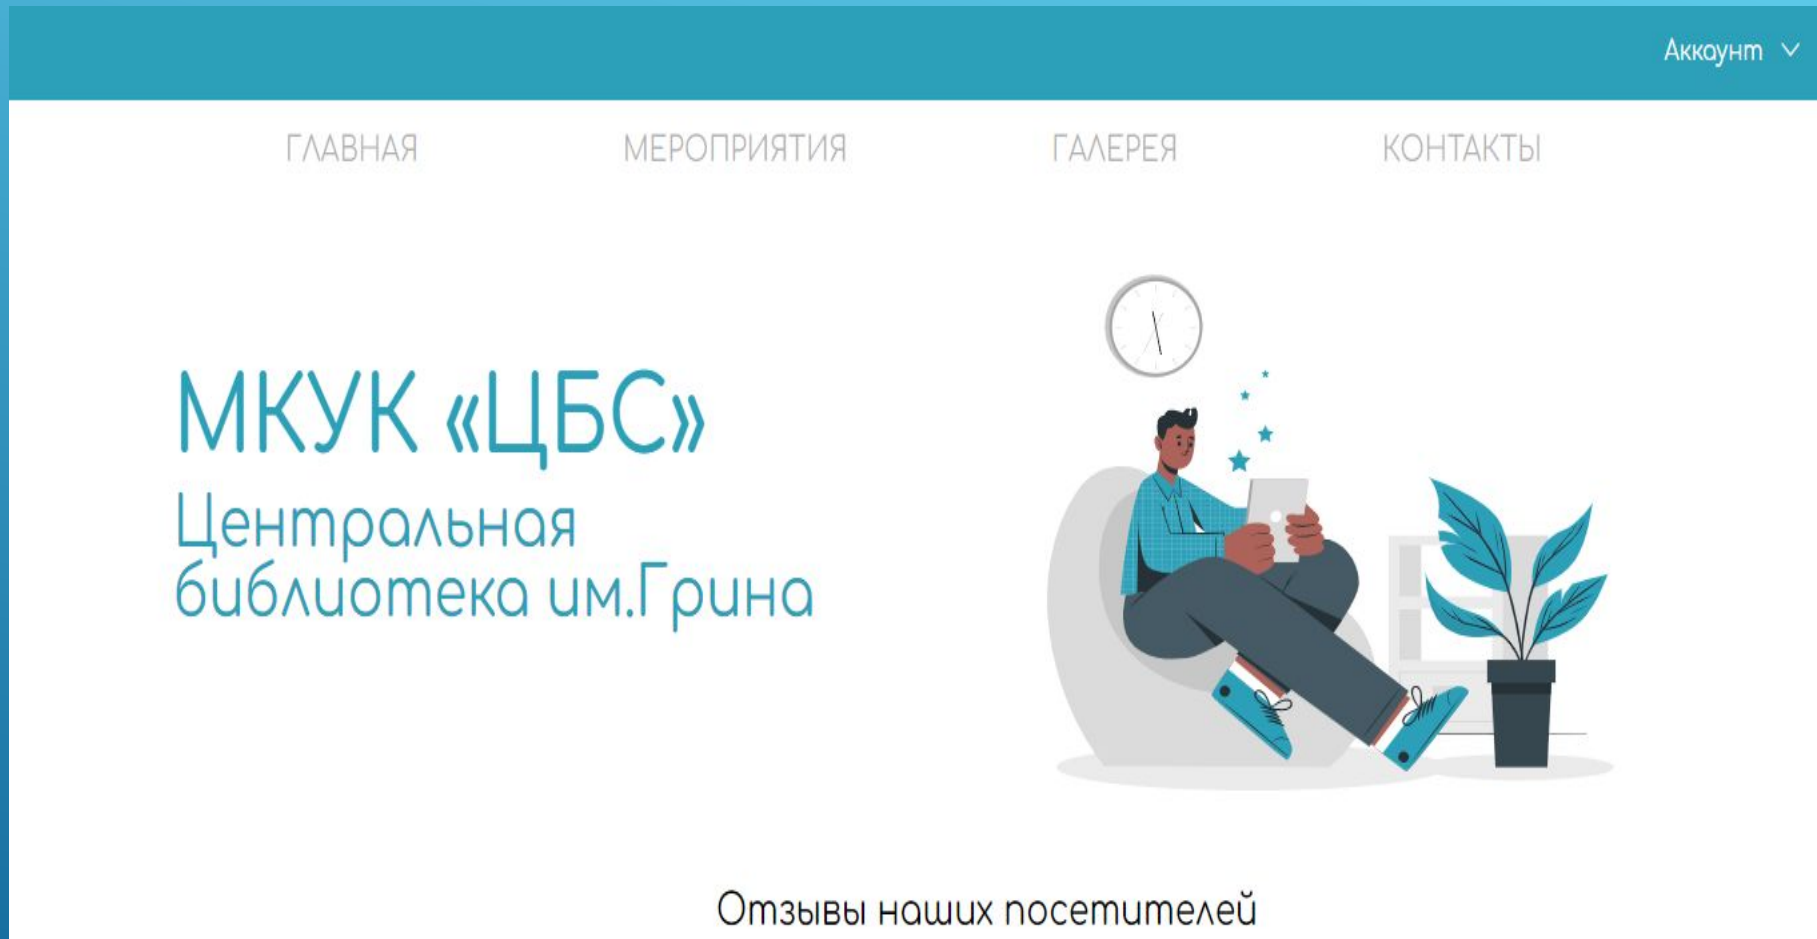 Аккаунт
ГЛАВНАЯ МЕРОПРИЯТИЯ ГАЛЕРЕЯ КОНТАКТЫ
МКУК «ЦБС»
Центральная
библиотека им.Грина
Отзывы наших посетителей